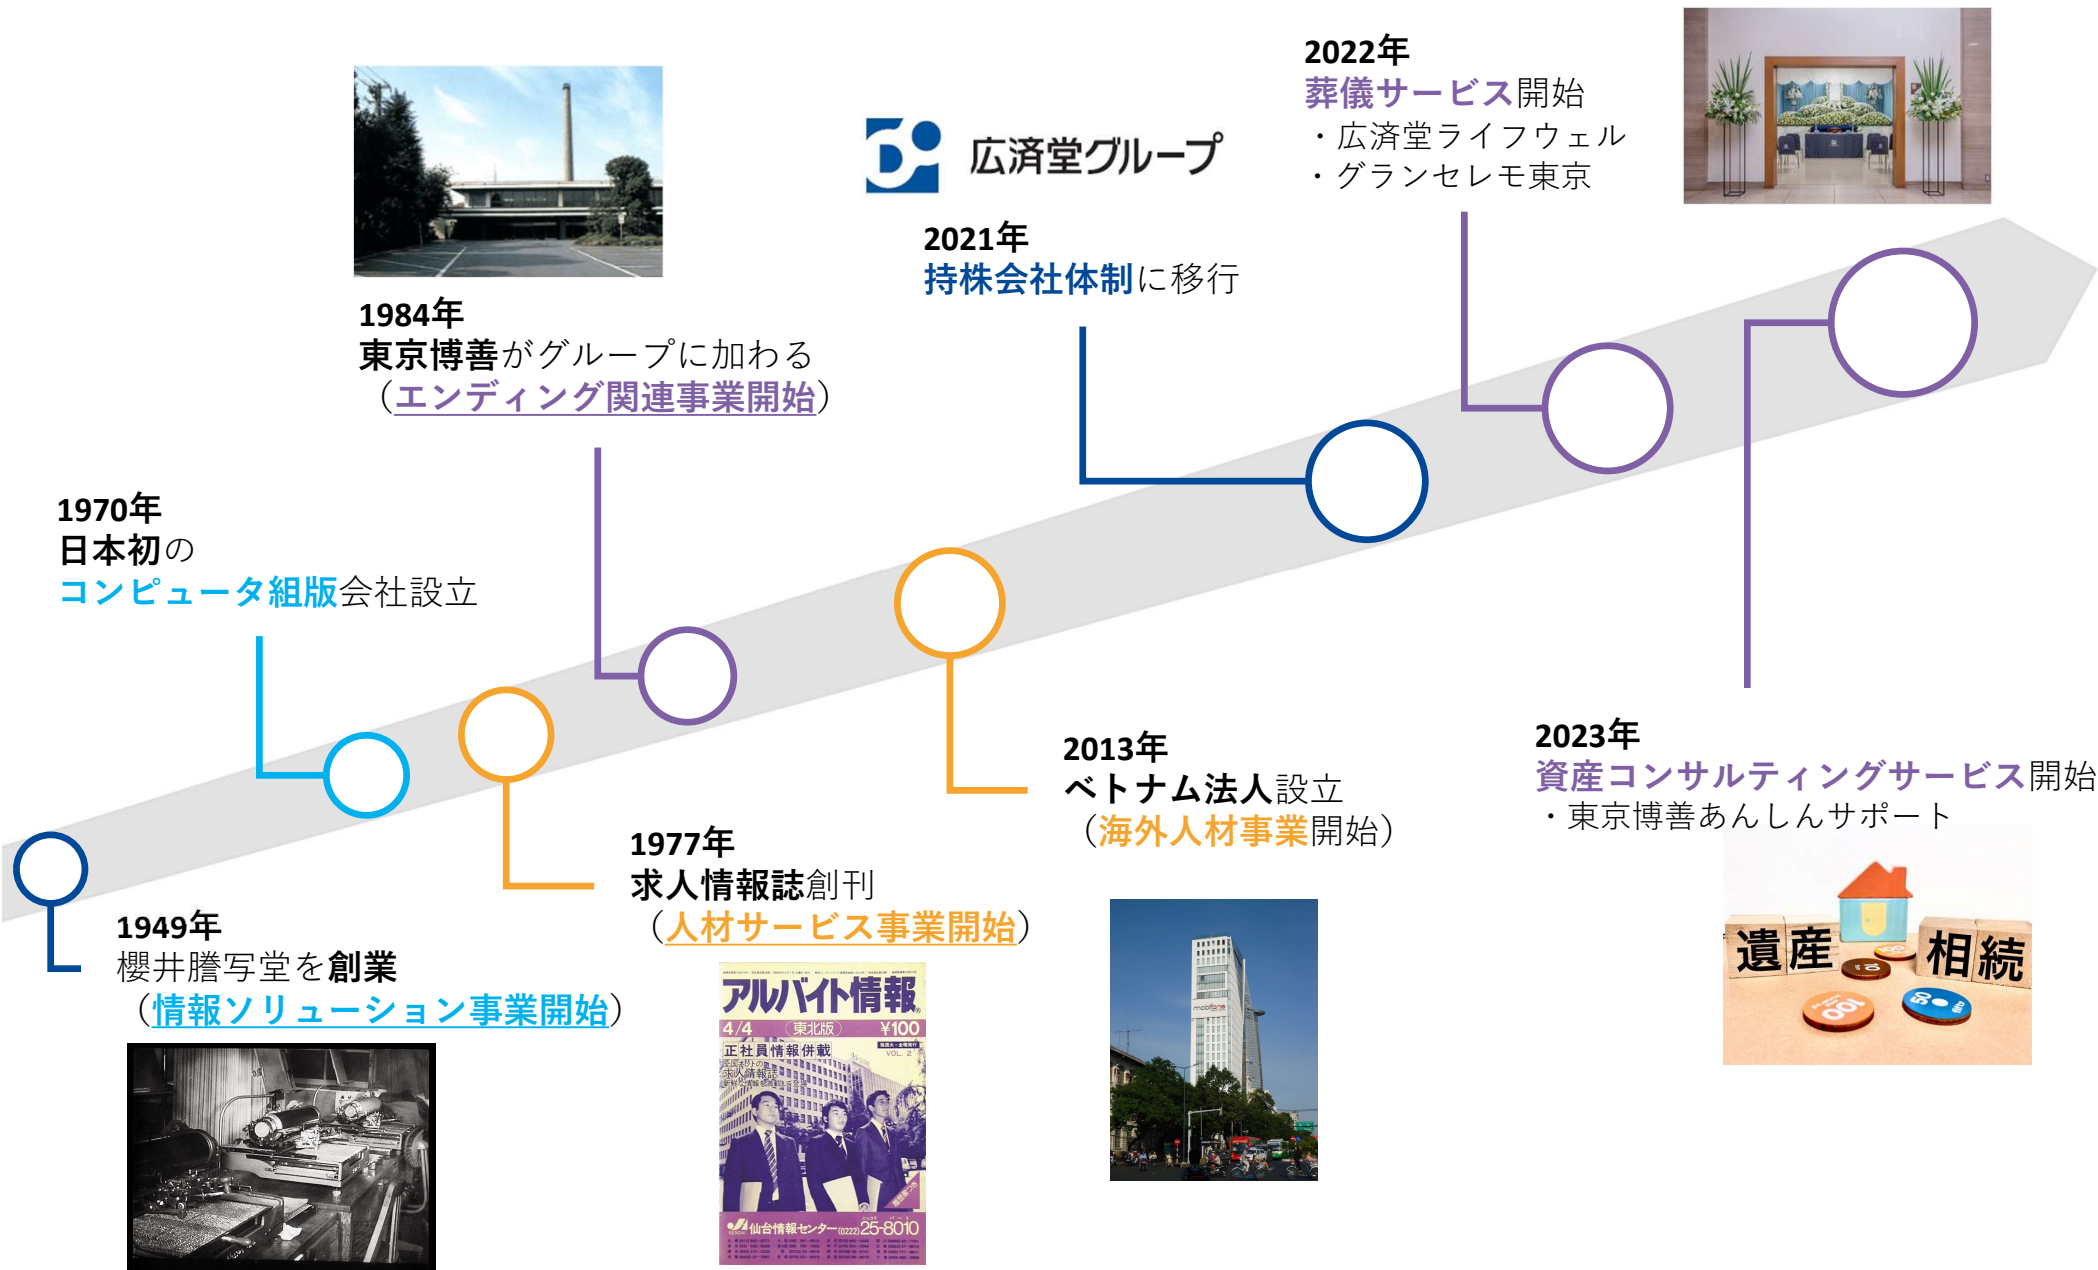 2022年
葬儀サービス開始
・広済堂ライフウェル
・グランセレモ東京
広済堂グループ
2021年
持株会社体制に移行
1984年
東京博善がグループに加わる
（エンディング関連事業開始）
1970年
日本初の
コンピュータ組版会社設立
2023年
資産コンサルティングサービス開始
・東京博善あんしんサポート
2013年
ベトナム法人設立
（海外人材事業開始）
1977年
求人情報誌創刊
（人材サービス事業開始）
1949年
櫻井謄写堂を創業
（情報ソリューション事業開始）
アルバイト情報
4/4 （東北版） ¥100
正社員情報併載
VOL. 2
求人情報誌
仙台情報センター (0222) 25-8010
mobifone
遺産 相続
100
10
100
50